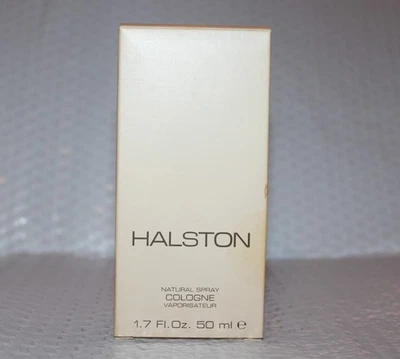 HALSTON
NATURAL SPRAY
COLOGNE
VAPORISATEUR
1.7 Fl.Oz. 50 ml ℮